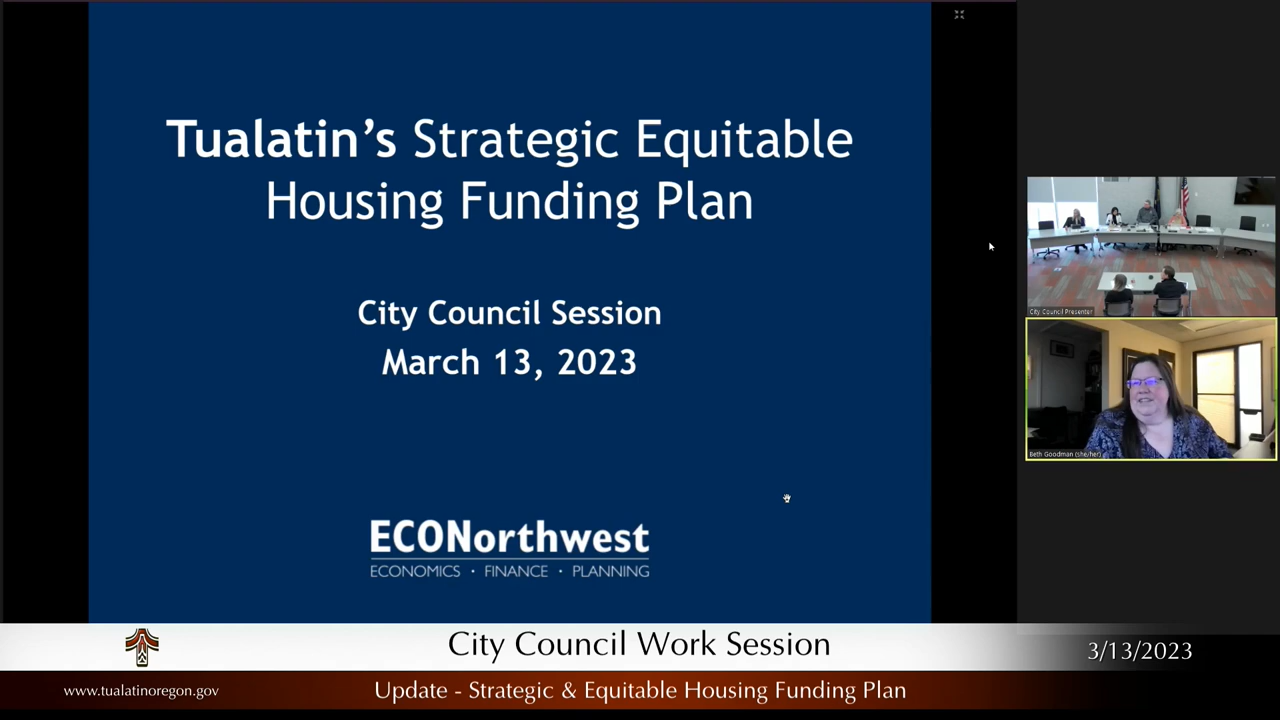 Tualatin's Strategic Equitable
Housing Funding Plan
City Council Session
March 13, 2023
ECONorthwest
ECONOMICS • FINANCE • PLANNING
City Council Presenter
Beth Goodman (she/her)
City Council Work Session
3/13/2023
www.tualatinoregon.gov
Update - Strategic & Equitable Housing Funding Plan